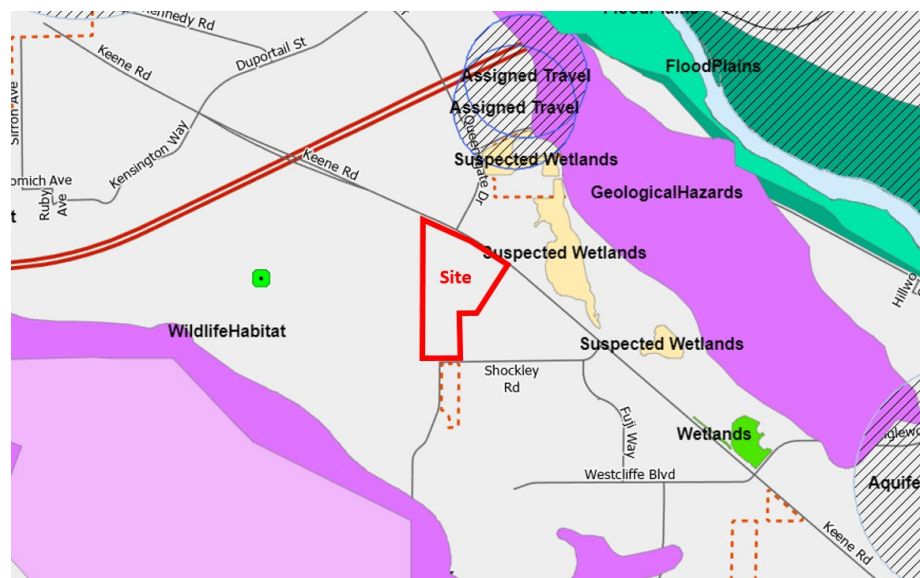 Kennedy Rd
FloodPlains
Keene Rd
Duportail St
FloodPlains
Assigned Travel
Assigned Travel
Kensington Way
Keene Rd
Suspected Wetlands
GeologicalHazards
Ruby
Ave
t
Suspected Wetlands
Site
WildlifeHabitat
Suspected Wetlands
Shockley
Rd
Fuji Way
Wetlands
Westcliffe Blvd
Aquife
Keene Rd